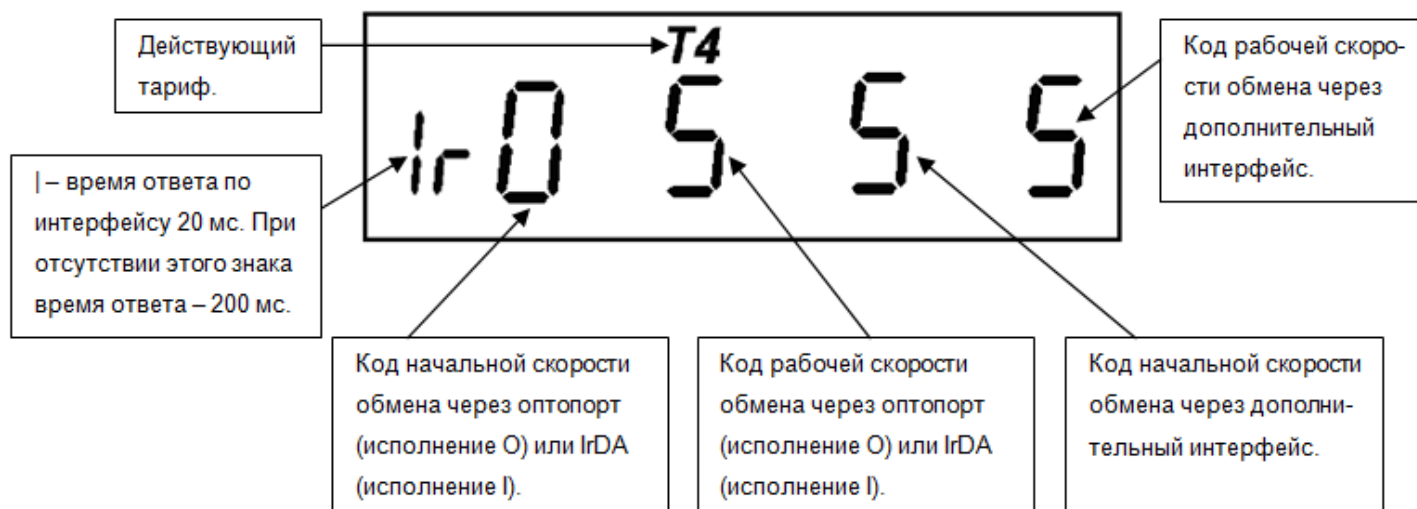 Действующий
тариф.
T4
Код рабочей скоро-
сти обмена через
дополнительный
интерфейс.
| – время ответа по
интерфейсу 20 мс. При
отсутствии этого знака
время ответа – 200 мс.
Ir0 5 5 5
Код начальной скорости
обмена через оптопорт
(исполнение О) или IrDA
(исполнение I).
Код рабочей скорости
обмена через оптопорт
(исполнение О) или IrDA
(исполнение I).
Код начальной скорости
обмена через дополни-
тельный интерфейс.